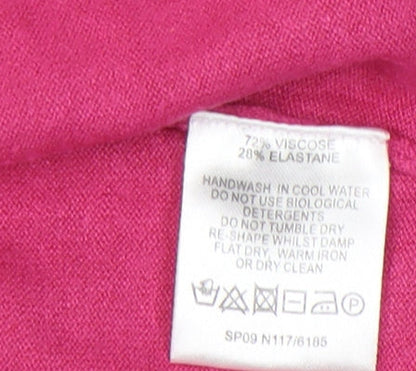 72% VISCOSE
28% ELASTANE
HANDWASH IN COOL WATER
DO NOT USE BIOLOGICAL
DETERGENTS
DO NOT TUMBLE DRY
RE-SHAPE WHILST DAMP
FLAT DRY, WARM IRON
OR DRY CLEAN
P
SP09 N117/6185